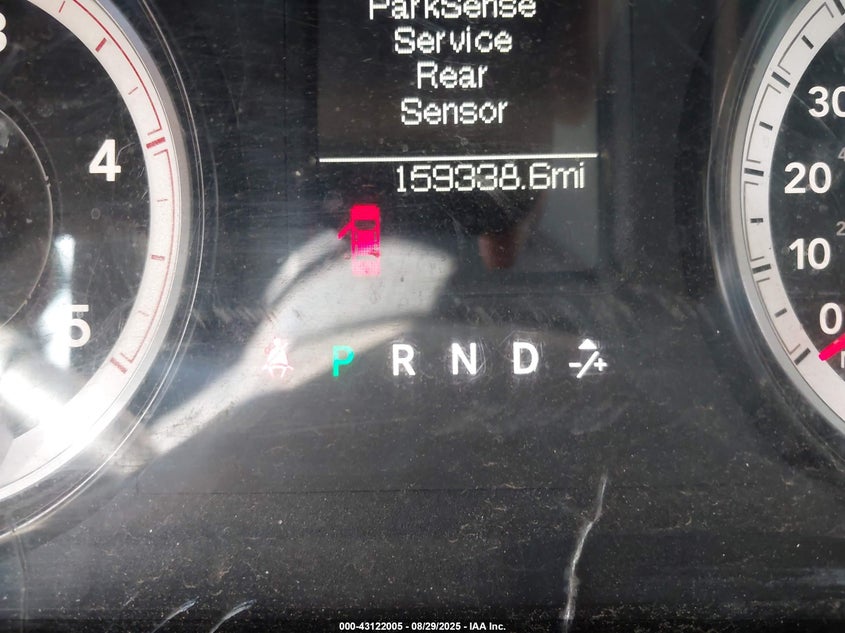 ParkSense
Service
Rear
Sensor
159338.6mi
4
5
30
20
10
0
P R N D -/+
000-43122005 - 08/29/2025 - IAA Inc.